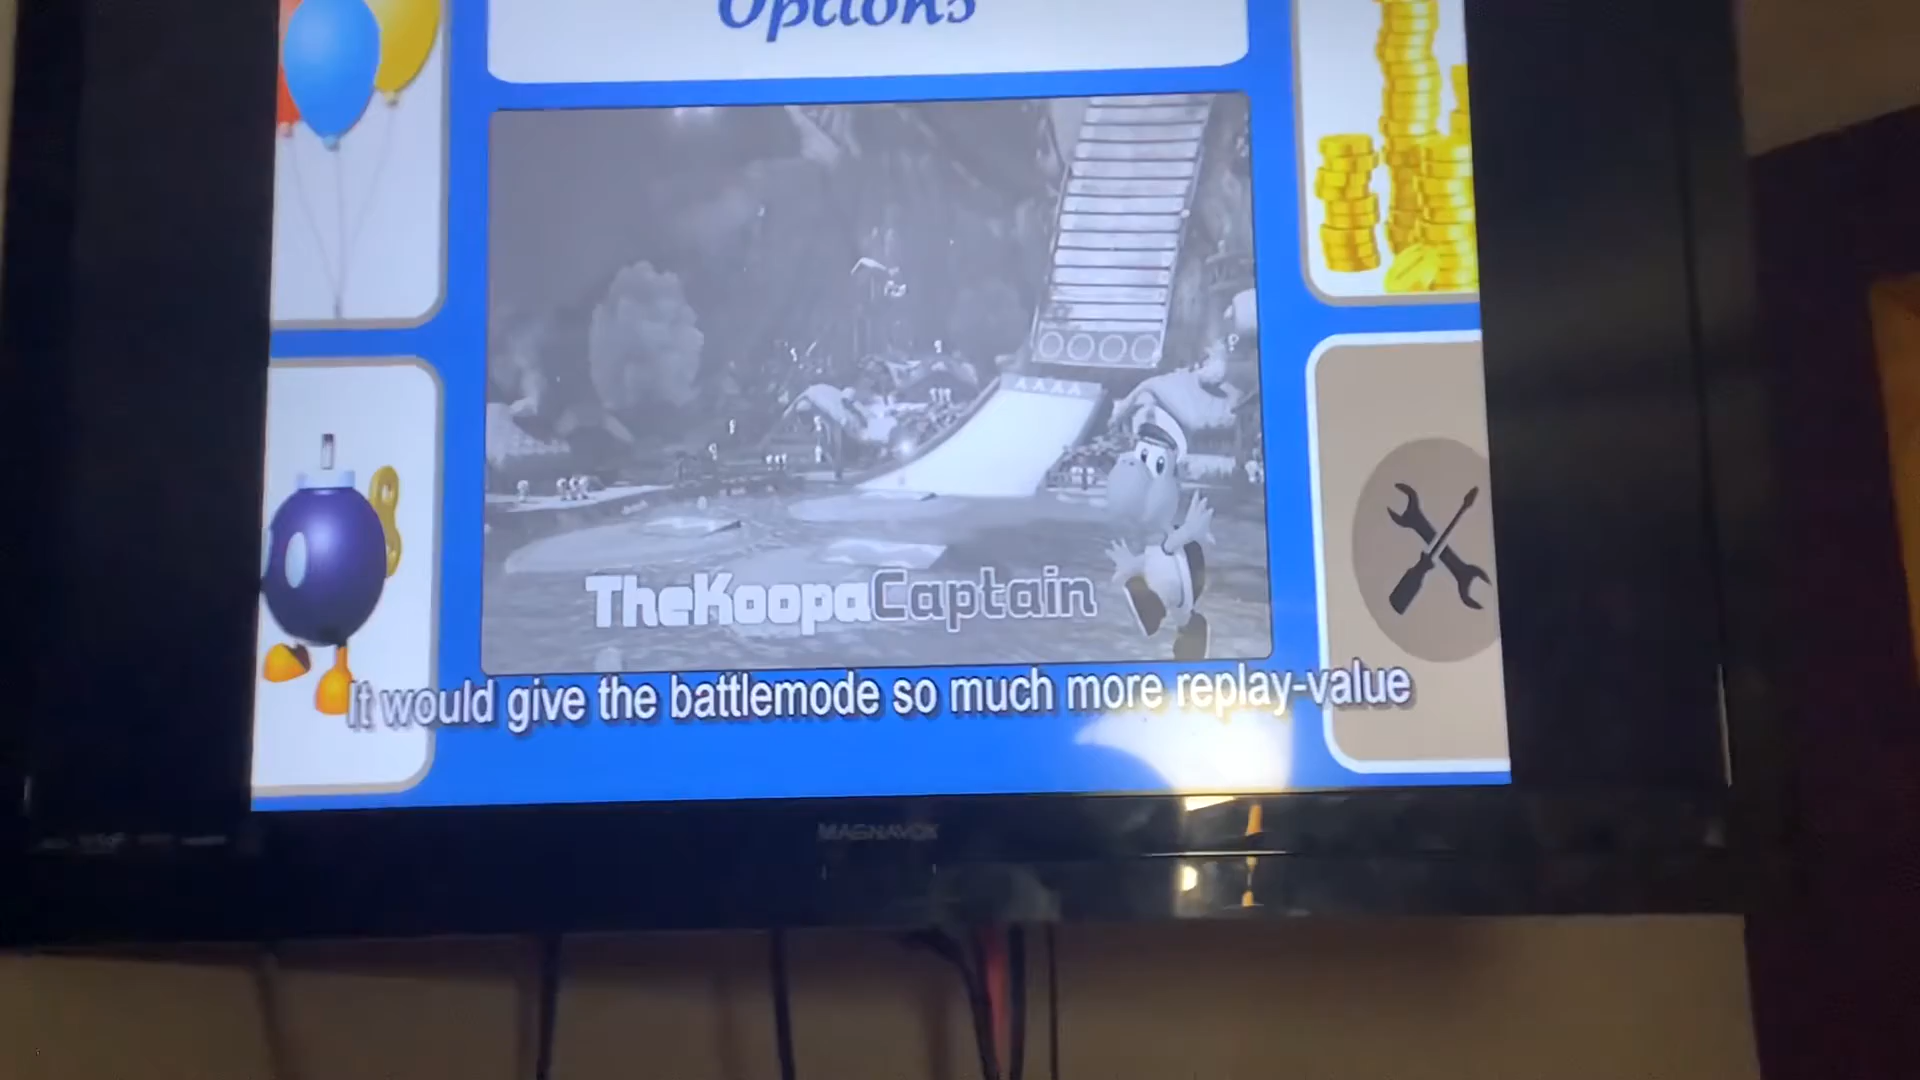 Options
TheKoopaCaptain
It would give the battlemode so much more replay-value
MAGNAVOX